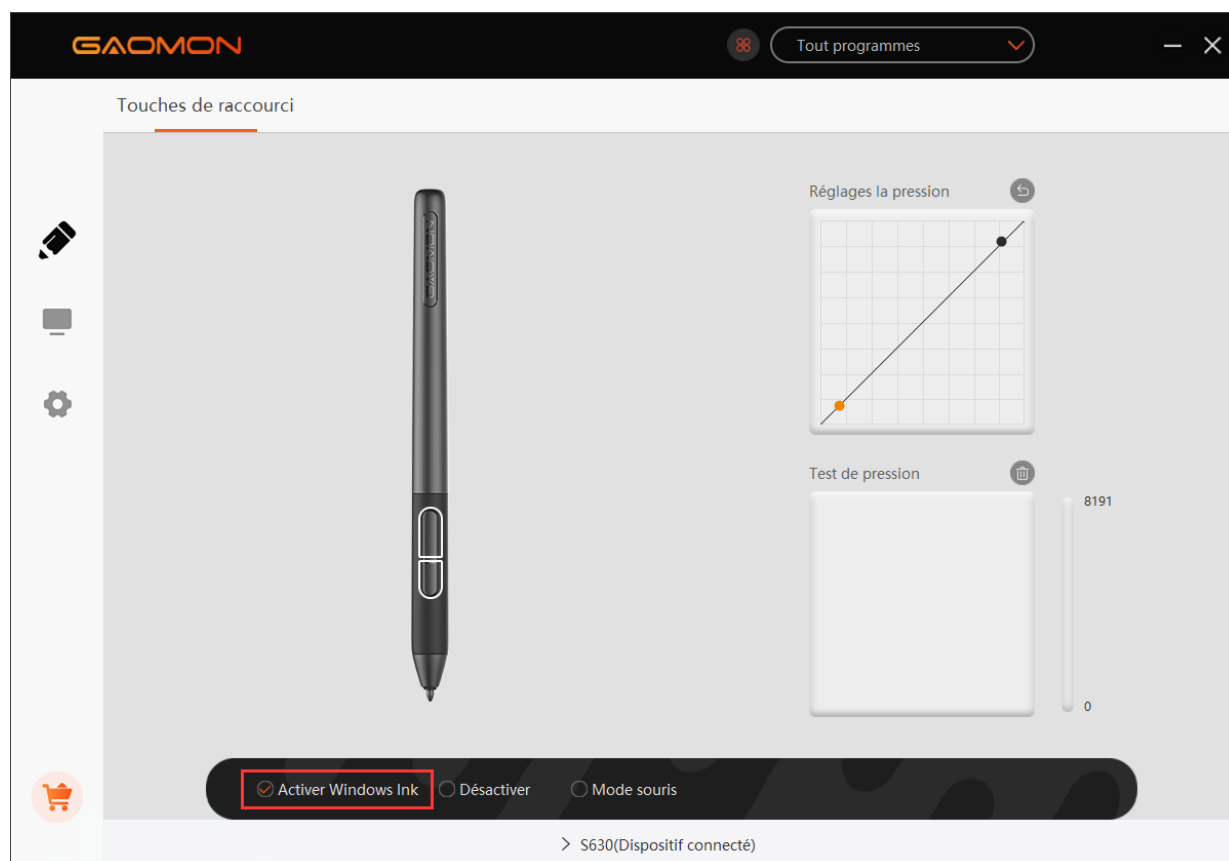 GAOMON
Tout programmes
Touches de raccourci
Réglages la pression
GAOMON
Test de pression
8191
0
Activer Windows Ink
Désactiver
Mode souris
S630(Dispositif connecté)